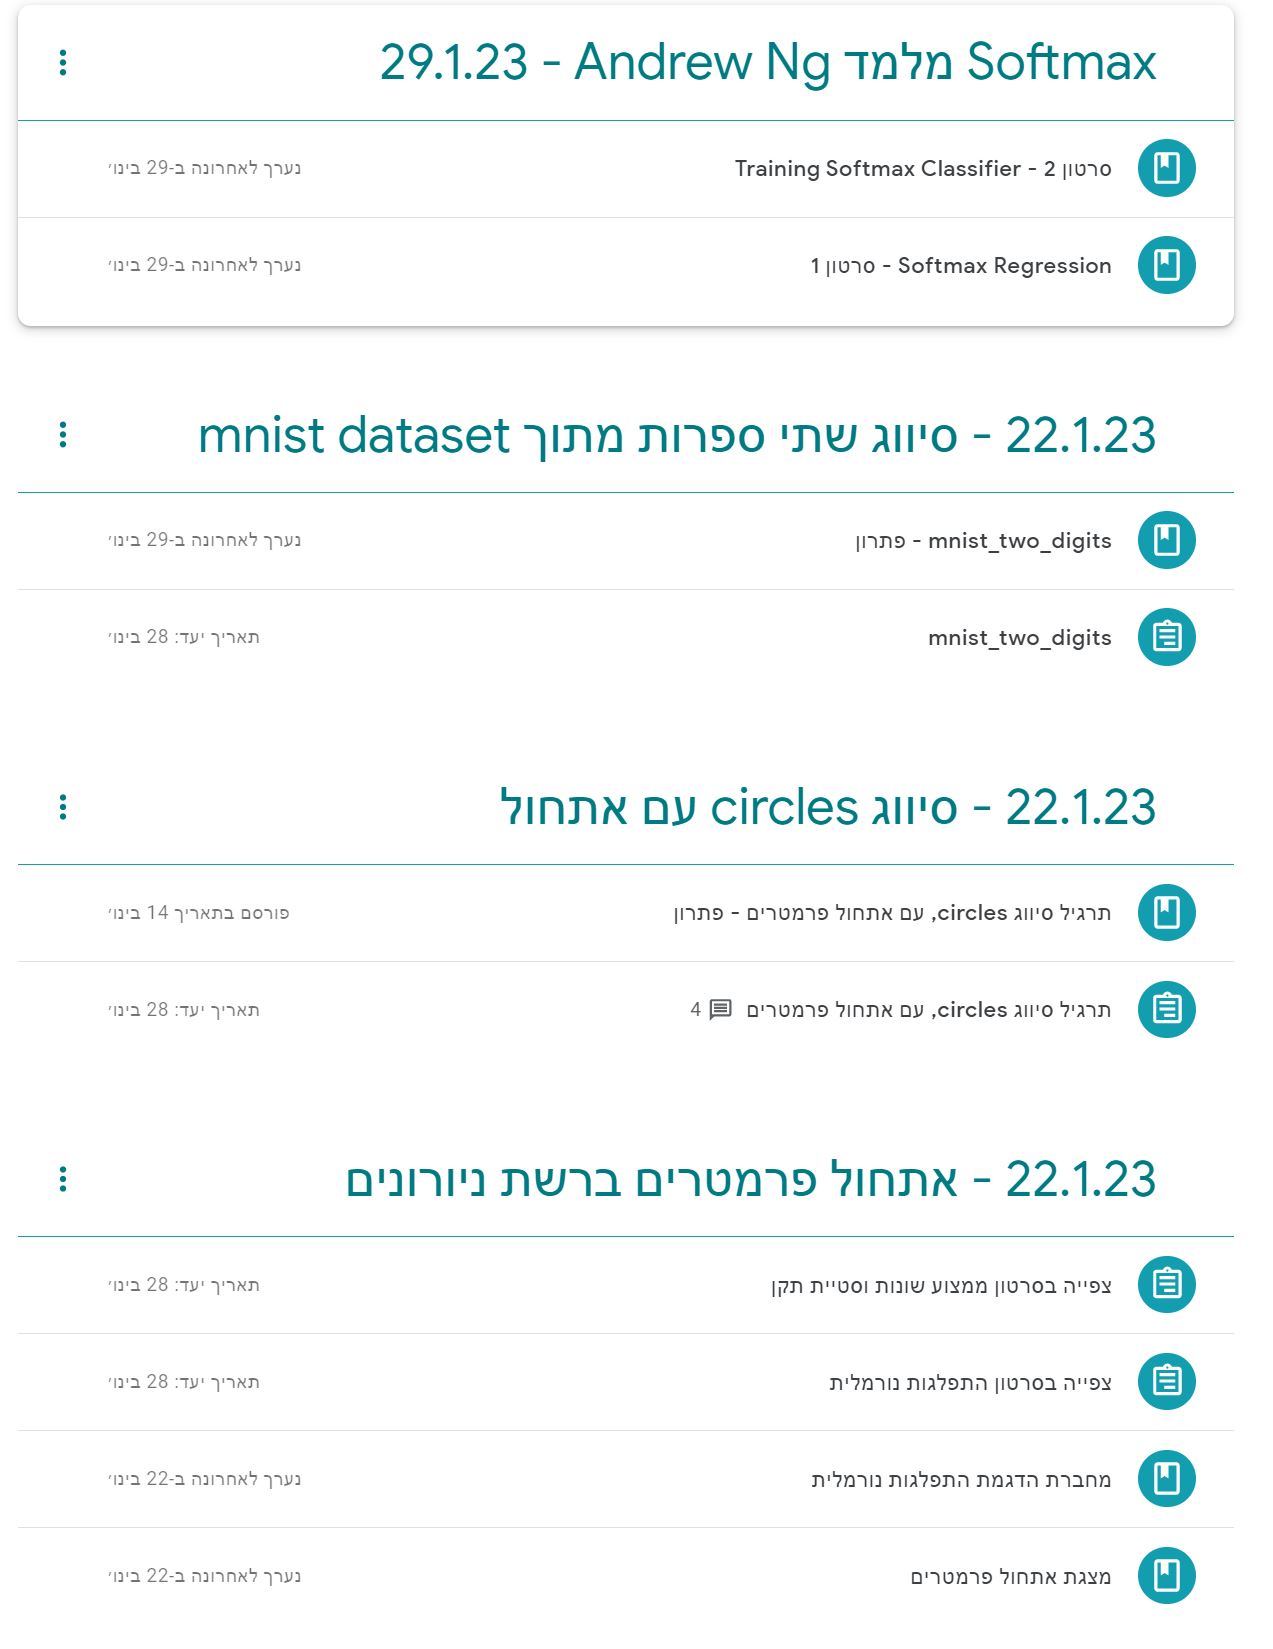 Softmax מלמד Andrew Ng - 29.1.23
סרטון 2 - Training Softmax Classifier
נערך לאחרונה ב-29 בינו׳
Softmax Regression - סרטון 1
נערך לאחרונה ב-29 בינו׳
22.1.23 - סיווג שתי ספרות מתוך mnist dataset
mnist_two_digits - פתרון
נערך לאחרונה ב-29 בינו׳
mnist_two_digits
תאריך יעד: 28 בינו׳
22.1.23 - סיווג circles עם אתחול
תרגיל סיווג circles, עם אתחול פרמטרים - פתרון
פורסם בתאריך 14 בינו׳
תרגיל סיווג circles, עם אתחול פרמטרים 4
תאריך יעד: 28 בינו׳
22.1.23 - אתחול פרמטרים ברשת ניורונים
צפייה בסרטון ממצוע שונות וסטיית תקן
תאריך יעד: 28 בינו׳
צפייה בסרטון התפלגות נורמלית
תאריך יעד: 28 בינו׳
מחברת הדגמת התפלגות נורמלית
נערך לאחרונה ב-22 בינו׳
מצגת אתחול פרמטרים
נערך לאחרונה ב-22 בינו׳